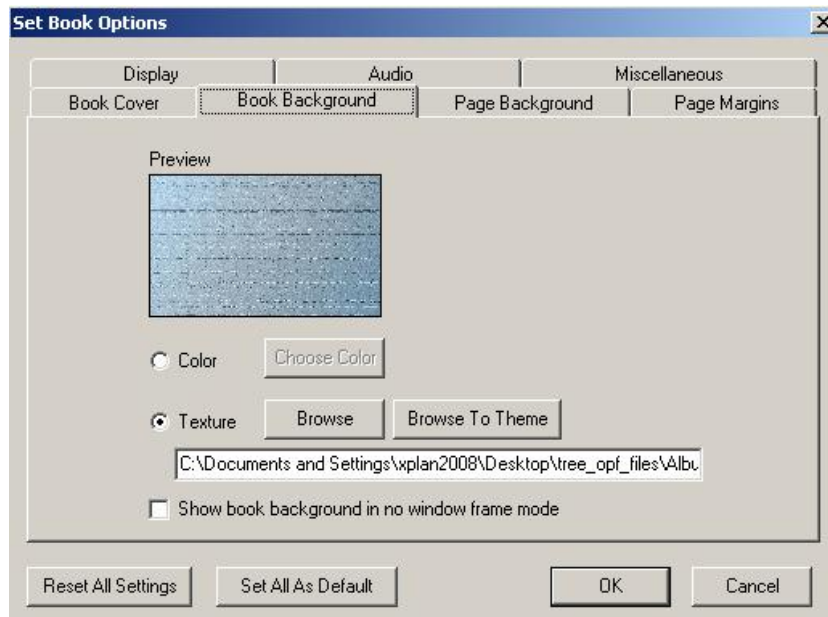 Set Book Options
Display Audio Miscellaneous
Book Cover Book Background Page Background Page Margins
Preview
Color Choose Color
Texture Browse Browse To Theme
C:\Documents and Settings\xplan2008\Desktop\tree_opf_files\Albu
Show book background in no window frame mode
Reset All Settings Set All As Default OK Cancel